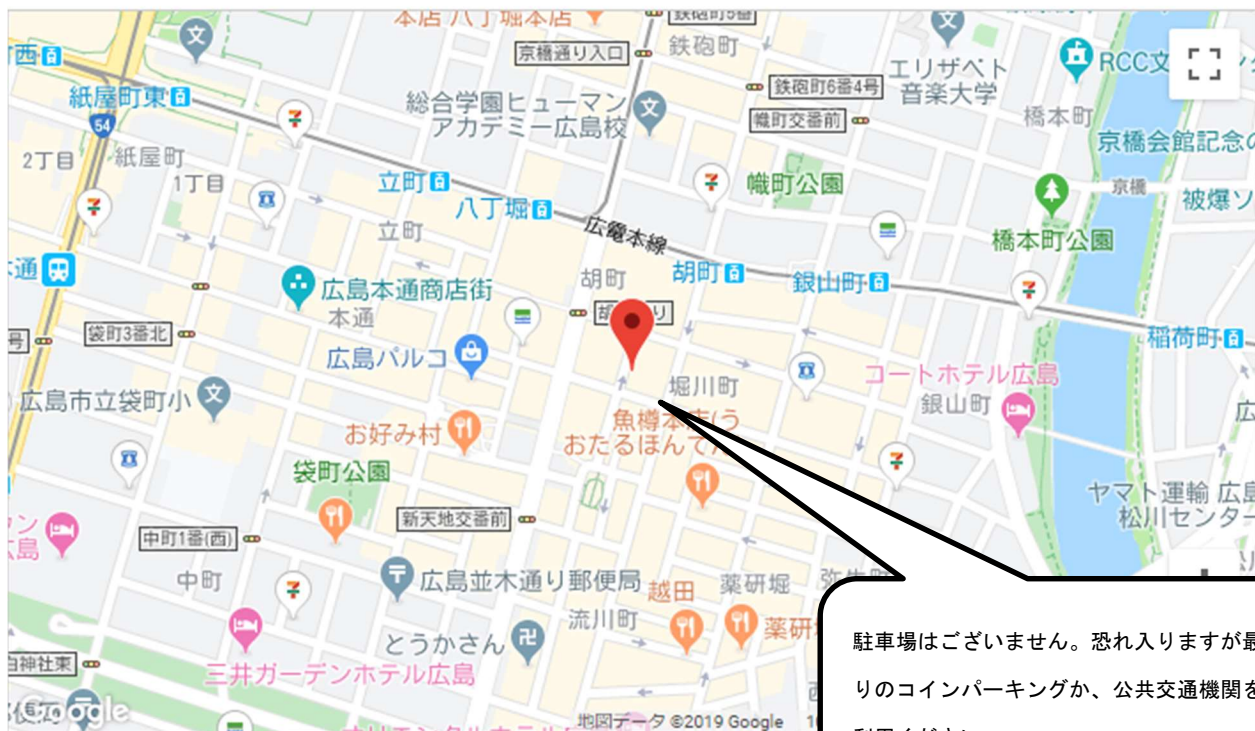 本店 八丁堀本店
鉄砲町5番
京橋通り入口
鉄砲町
エリザベト
音楽大学
RCC文
町西
紙屋町東
54
総合学園ヒューマン
アカデミー広島校
鉄砲町6番4号
幟町交番前
橋本町
京橋会館記念の
2丁目
紙屋町
1丁目
立町
幟町公園
京橋
被爆ソ
八丁堀
立町
広電本線
橋本町公園
本通
胡町
胡町
銀山町
広島本通商店街
本通
袋町3番北
号
稲荷町
広島パルコ
堀川町
コートホテル広島
銀山町
広島市立袋町小
魚樽本店(う
おたるほんてん
お好み村
袋町公園
ヤマト運輸 広島
松川センター
新天地交番前
中町1番(西)
中町
広島並木通り郵便局
越田
薬研堀
流川町
薬研
とうかさん
白神社東
三井ガーデンホテル広島
Google
地図データ ©2019 Google
駐車場はございません。恐れ入りますが最
りのコインパーキングか、公共交通機関を